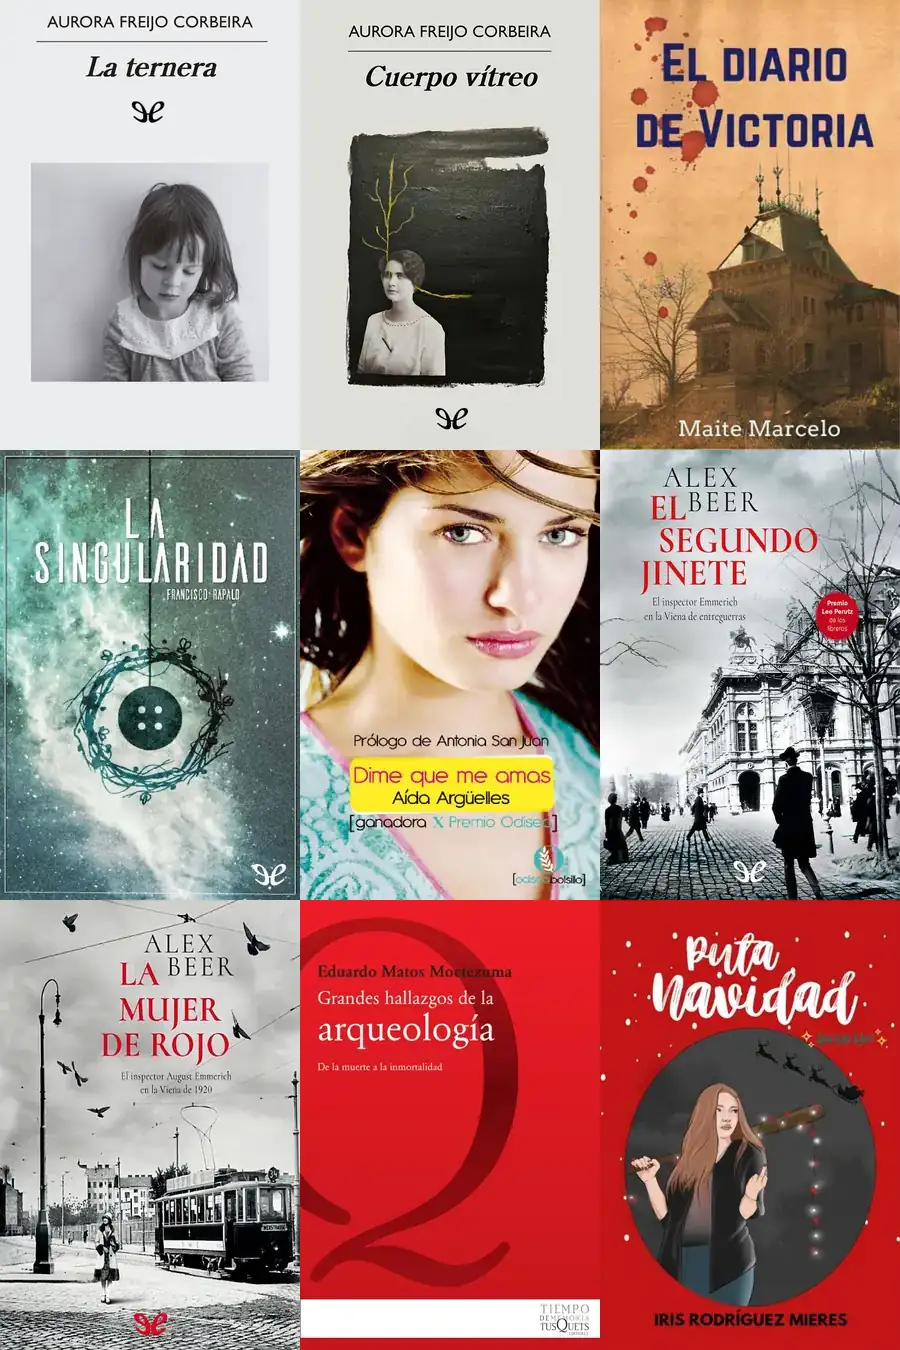 AURORA FREIJO CORBEIRA
La ternera
AURORA FREIJO CORBEIRA
Cuerpo vítreo
EL DIARIO
DE VICTORIA
Maite Marcelo
LA
SINGULARIDAD
FRANCISCO RAPALO
Prólogo de Antonia San Juan
Dime que me amas
Aída Argüelles
[ganadora X Premio Odisea]
[odisea bolsillo]
ALEX
BEER
EL
SEGUNDO
JINETE
El inspector Emmerich
en la Viena de entreguerras
Premio
Leo Perutz
de los
libreros
ALEX
BEER
LA
MUJER
DE ROJO
El inspector August Emmerich
en la Viena de 1920
Eduardo Matos Moctezuma
Grandes hallazgos de la
arqueología
De la muerte a la inmortalidad
Q
TIEMPO
DE MEMORIA
TUSQUETS
EDITORES
Puta
Navidad
IRIS RODRÍGUEZ MIERES